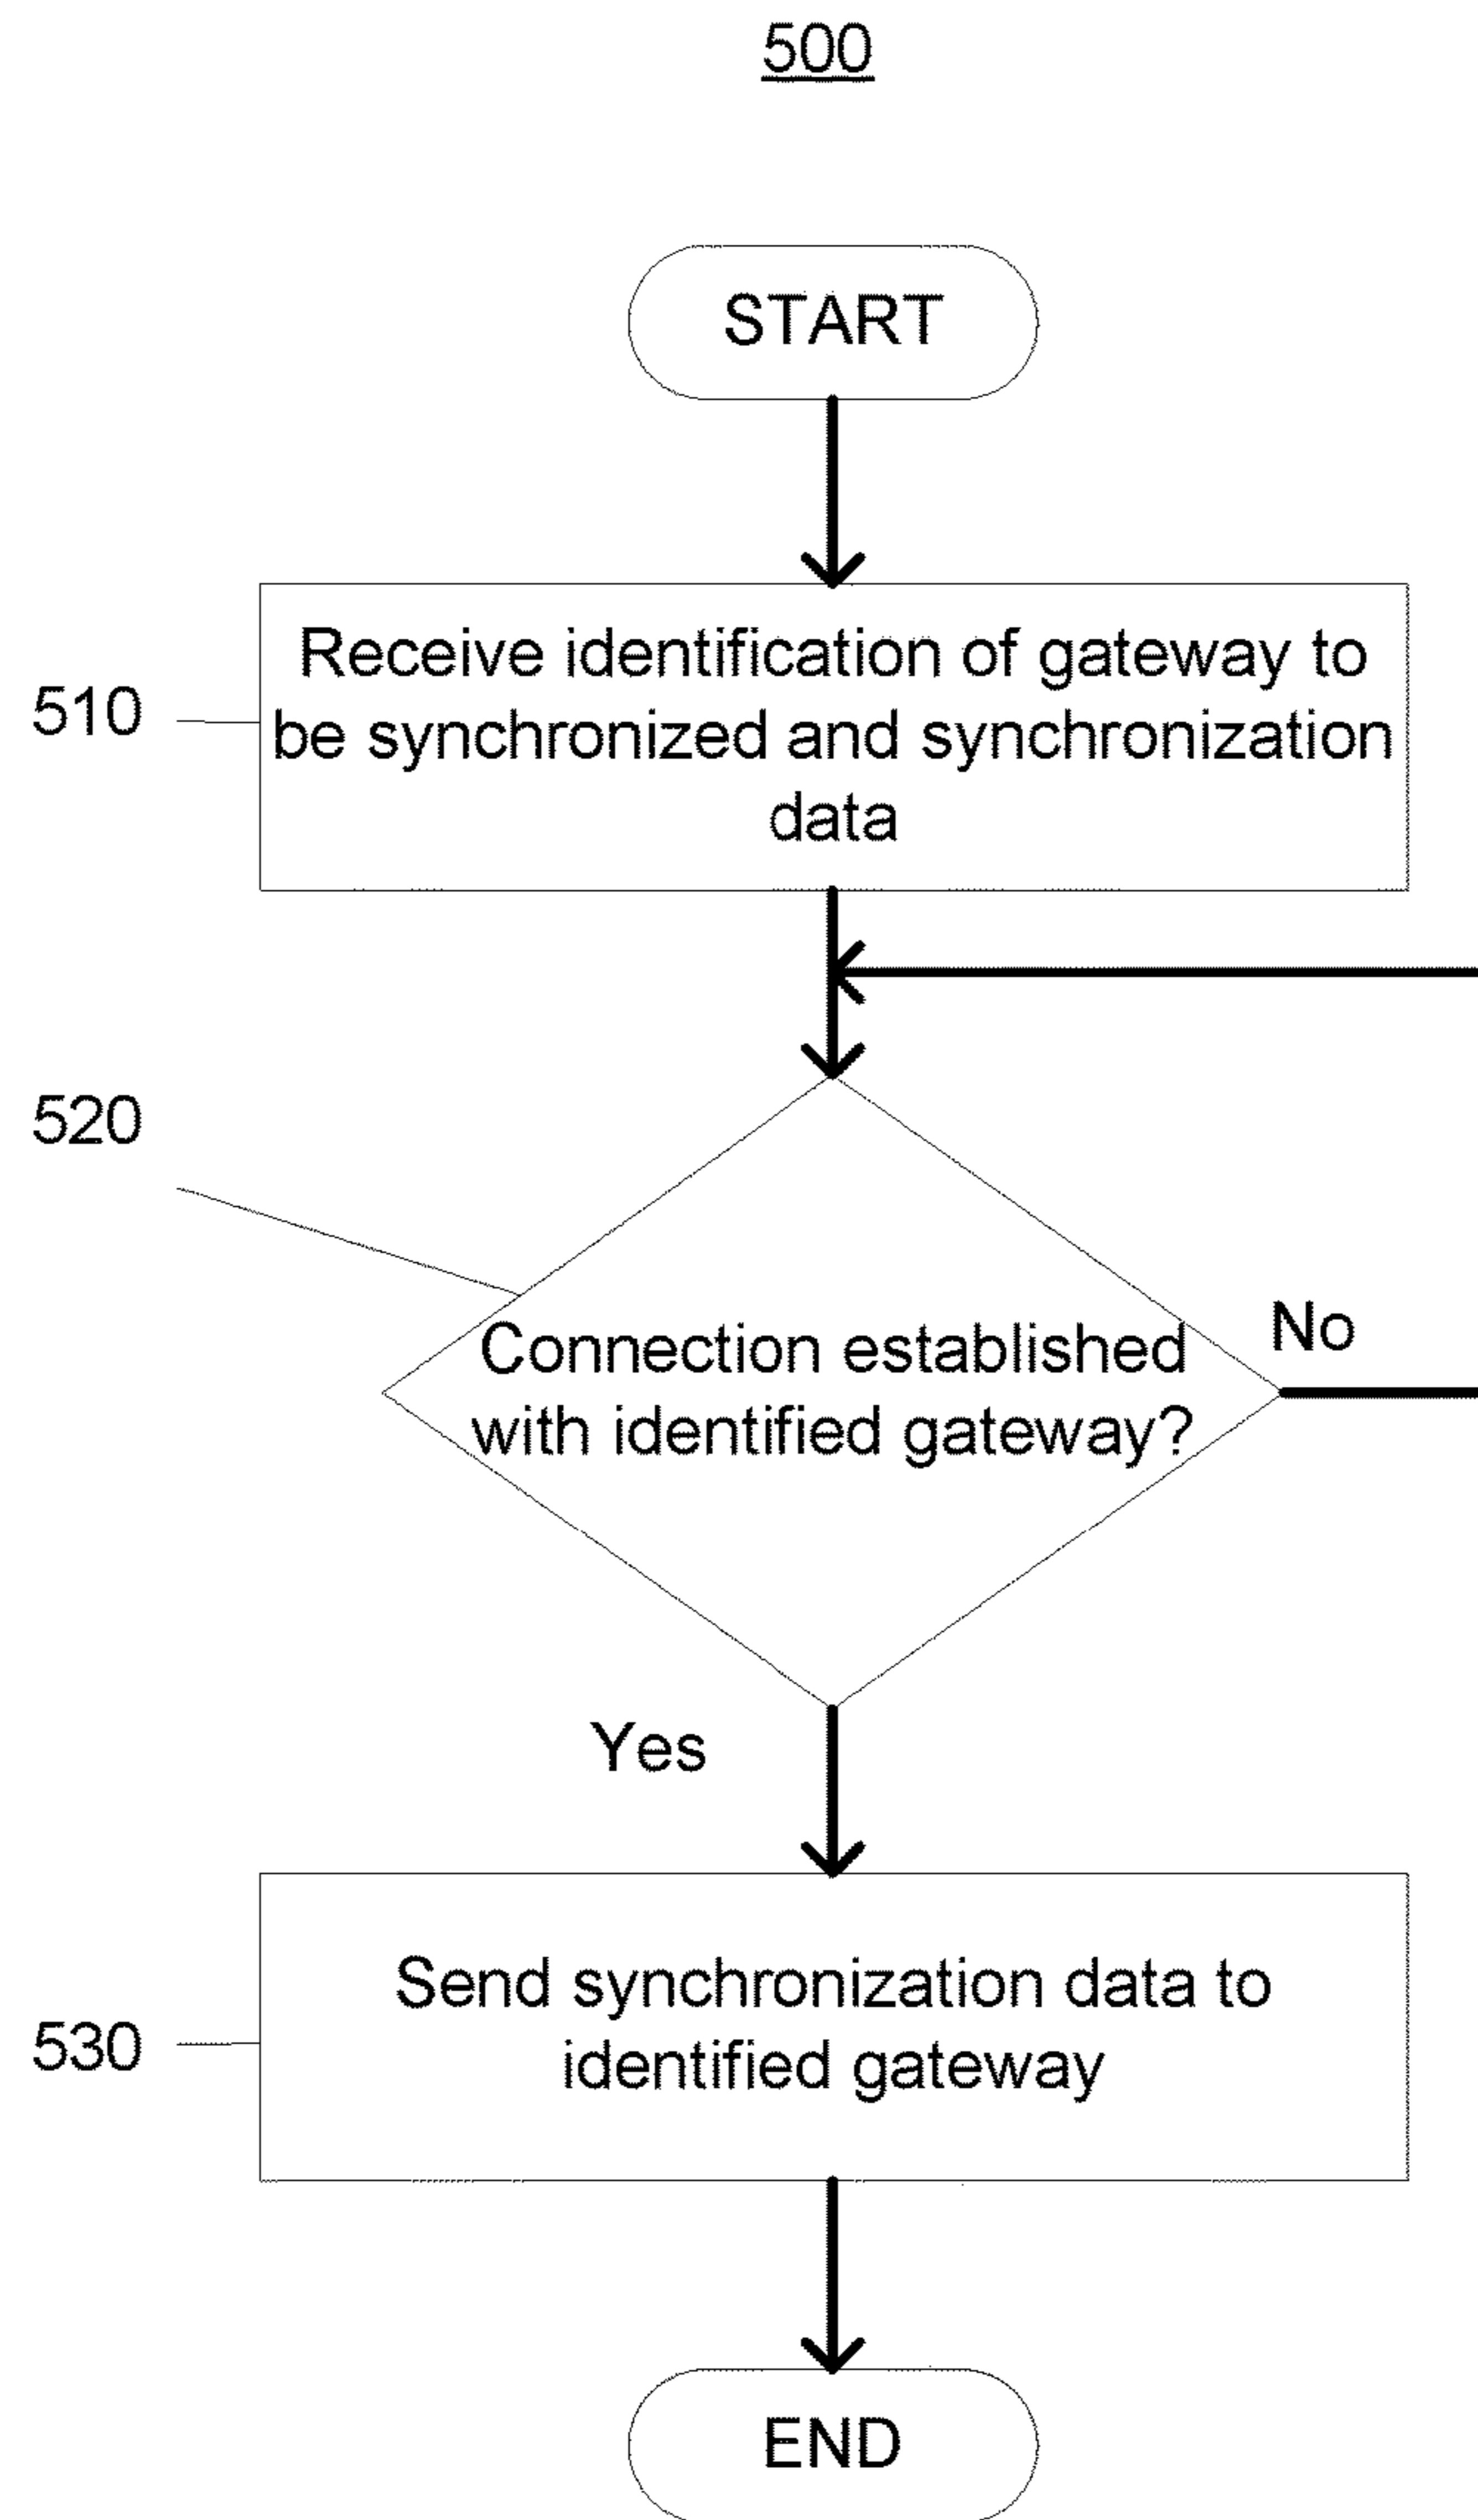 500
START
510
Receive identification of gateway to
be synchronized and synchronization
data
520
Connection established
with identified gateway?
No
Yes
530
Send synchronization data to
identified gateway
END